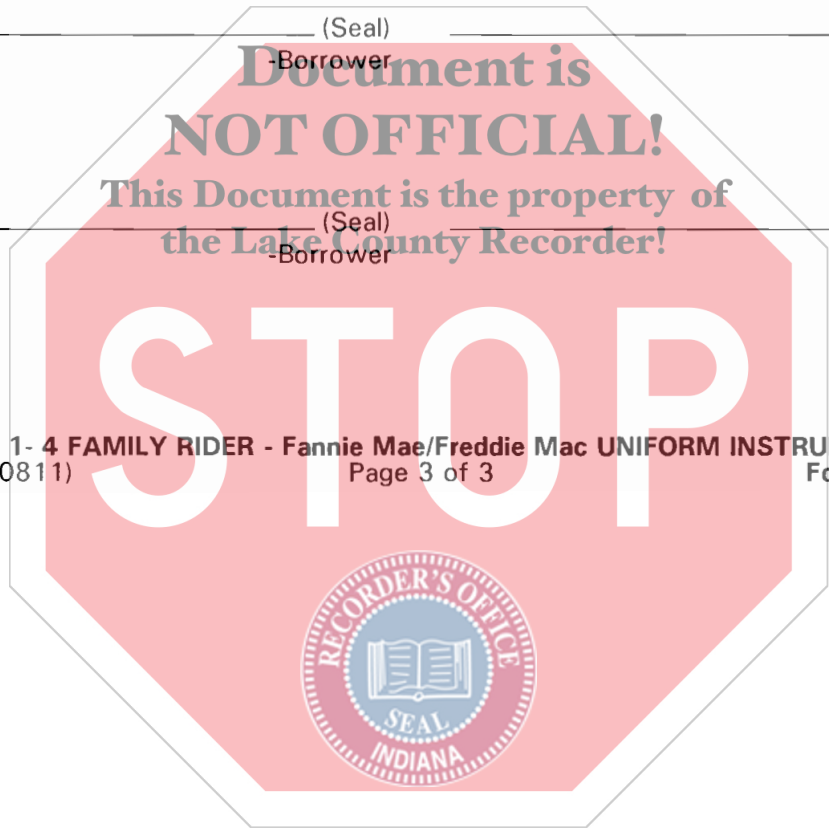 (Seal)
-Borrower
Document is
NOT OFFICIAL!
This Document is the property of
the Lake County Recorder!
(Seal)
-Borrower
STOP
1- 4 FAMILY RIDER - Fannie Mae/Freddie Mac UNIFORM INSTRU
0811) Page 3 of 3 Fo
RECORDER'S OFFICE
SEAL
INDIANA